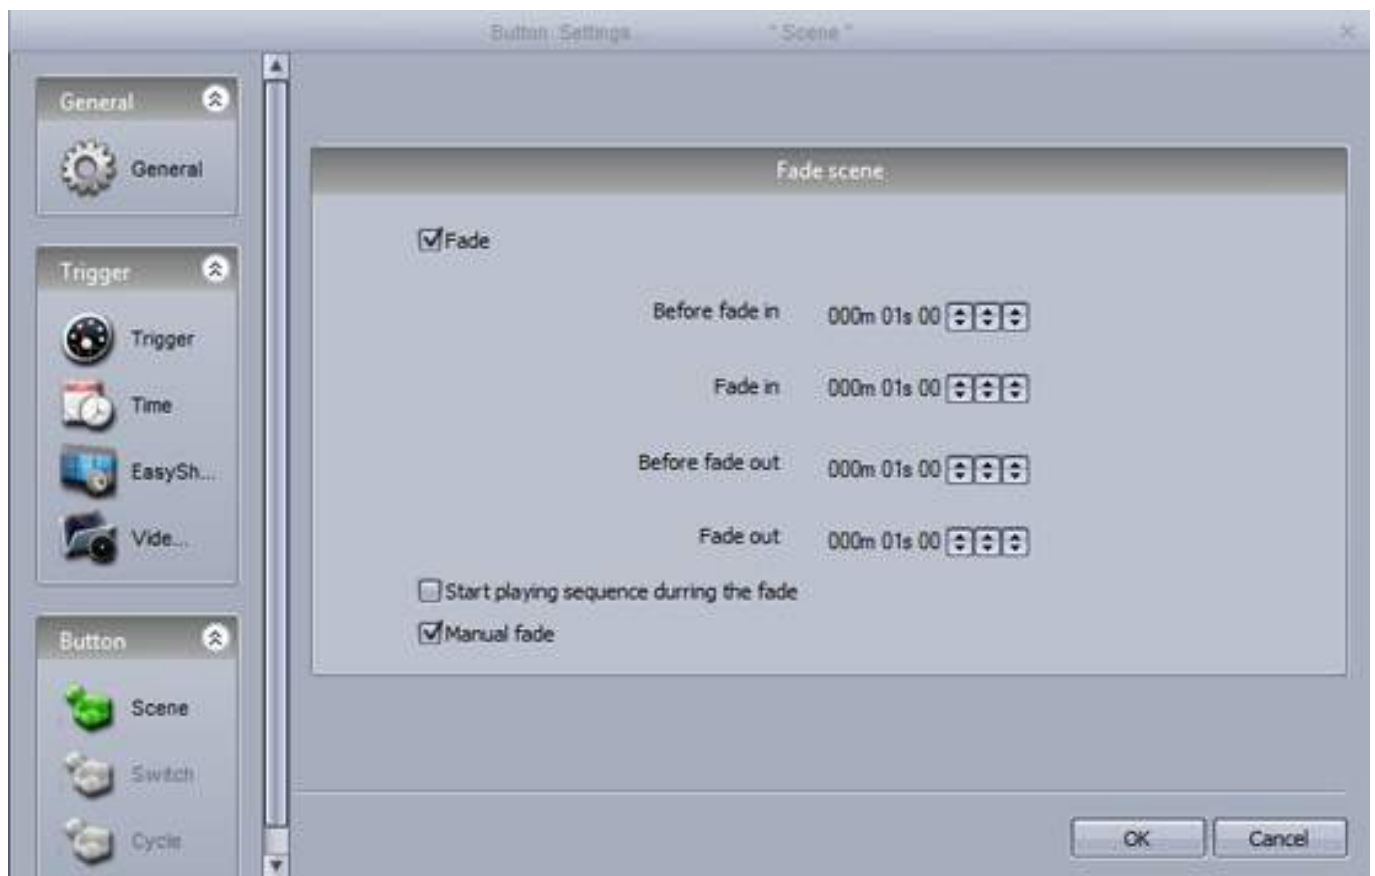 Button Settings... "Scene"
General
General
Trigger
Trigger
Time
EasySh...
Vide...
Button
Scene
Switch
Cycle
Fade scene
Fade
Before fade in 000m 01s 00
Fade in 000m 01s 00
Before fade out 000m 01s 00
Fade out 000m 01s 00
Start playing sequence durring the fade
Manual fade
OK Cancel